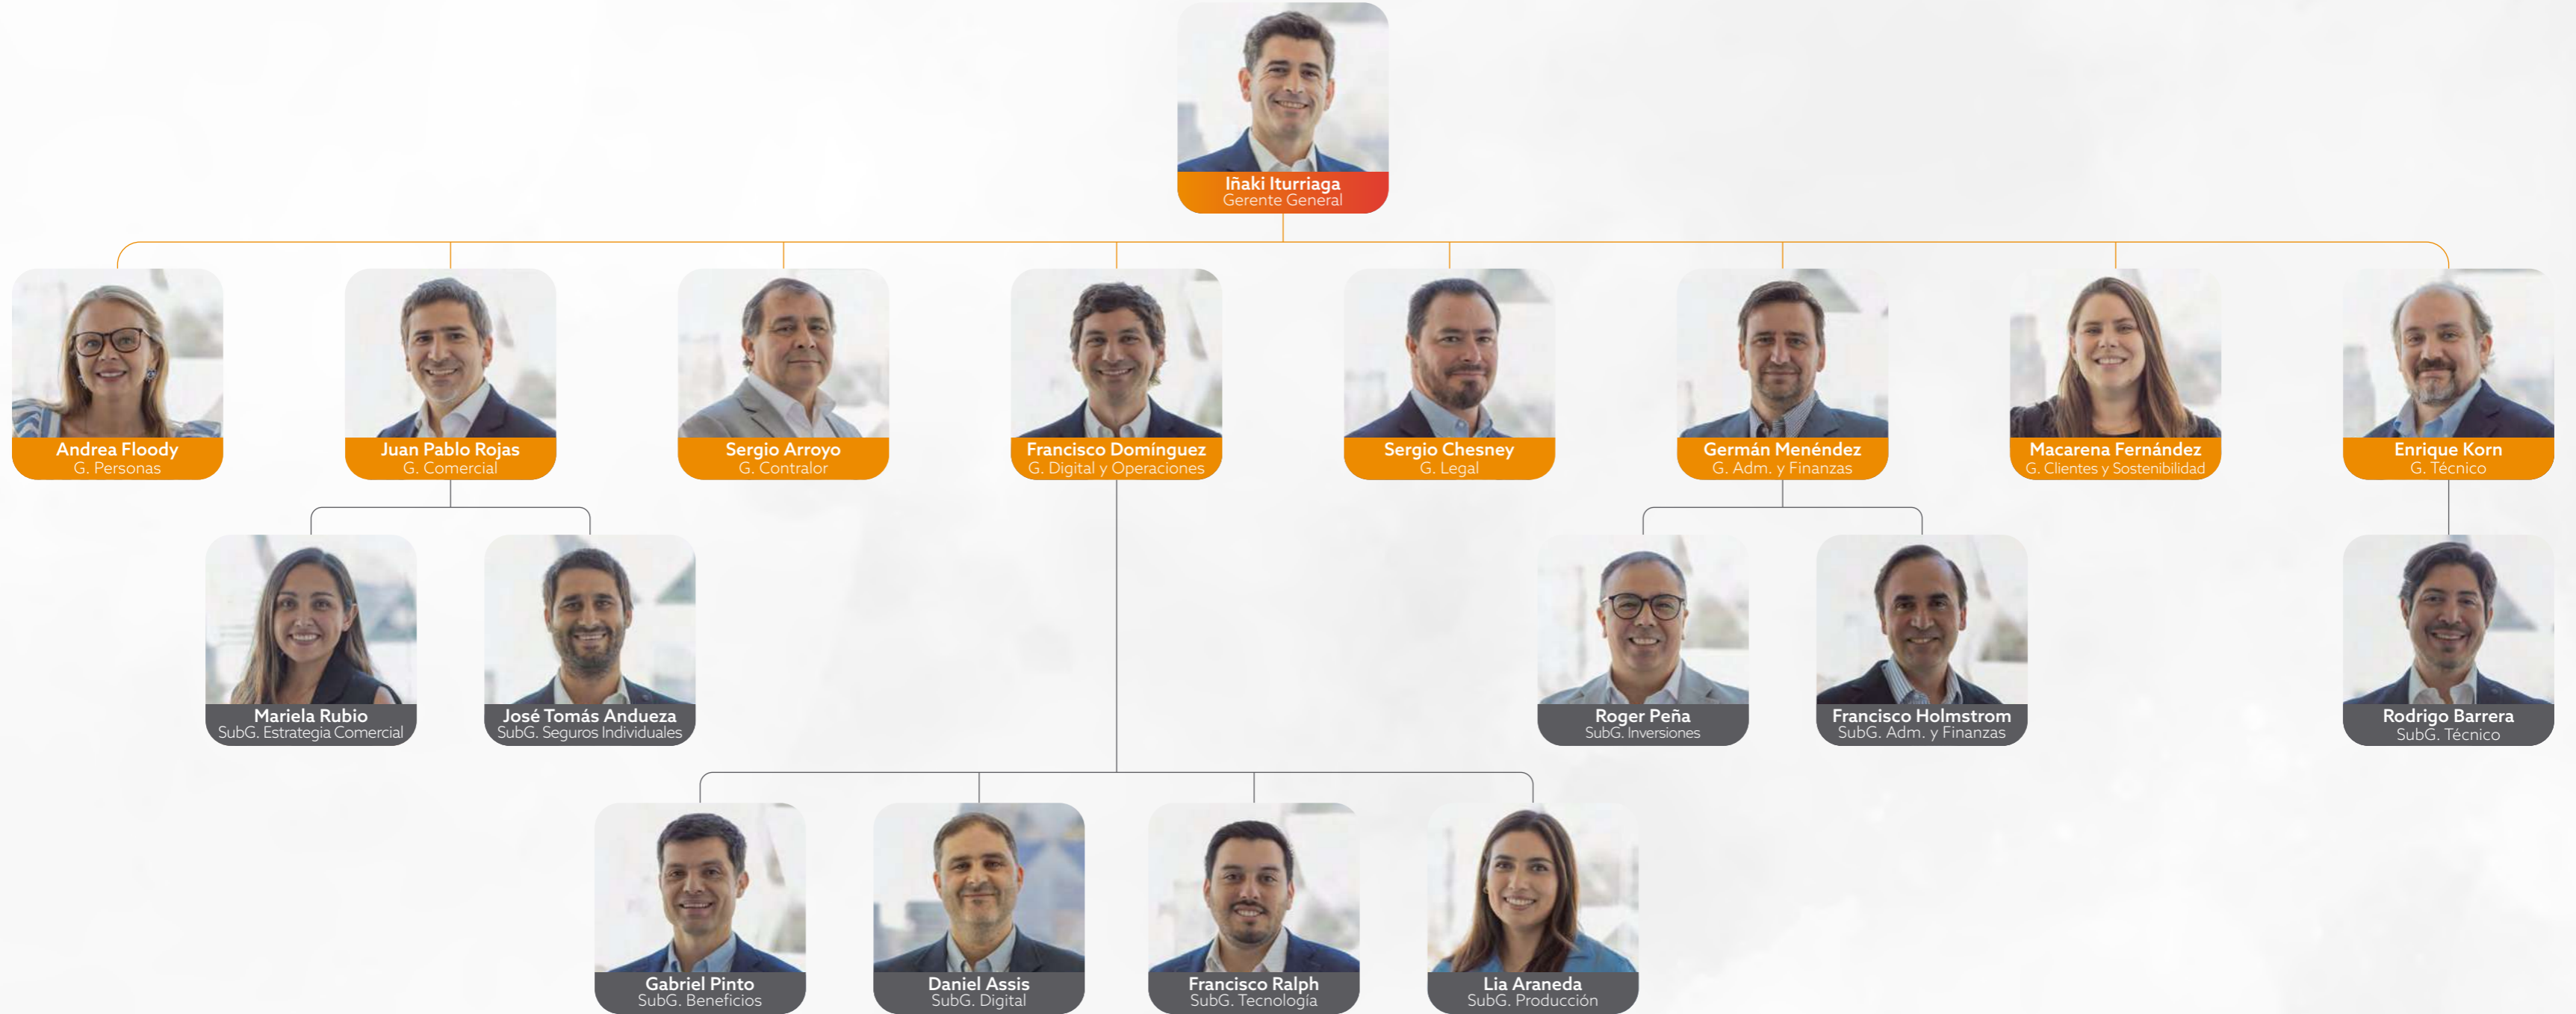 Iñaki Iturriaga
Gerente General
Andrea Floody
G. Personas
Juan Pablo Rojas
G. Comercial
Sergio Arroyo
G. Contralor
Francisco Domínguez
G. Digital y Operaciones
Sergio Chesney
G. Legal
Germán Menéndez
G. Adm. y Finanzas
Macarena Fernández
G. Clientes y Sostenibilidad
Enrique Korn
G. Técnico
Mariela Rubio
SubG. Estrategia Comercial
José Tomás Andueza
SubG. Seguros Individuales
Roger Peña
SubG. Inversiones
Francisco Holmstrom
SubG. Adm. y Finanzas
Rodrigo Barrera
SubG. Técnico
Gabriel Pinto
SubG. Beneficios
Daniel Assis
SubG. Digital
Francisco Ralph
SubG. Tecnología
Lia Araneda
SubG. Producción